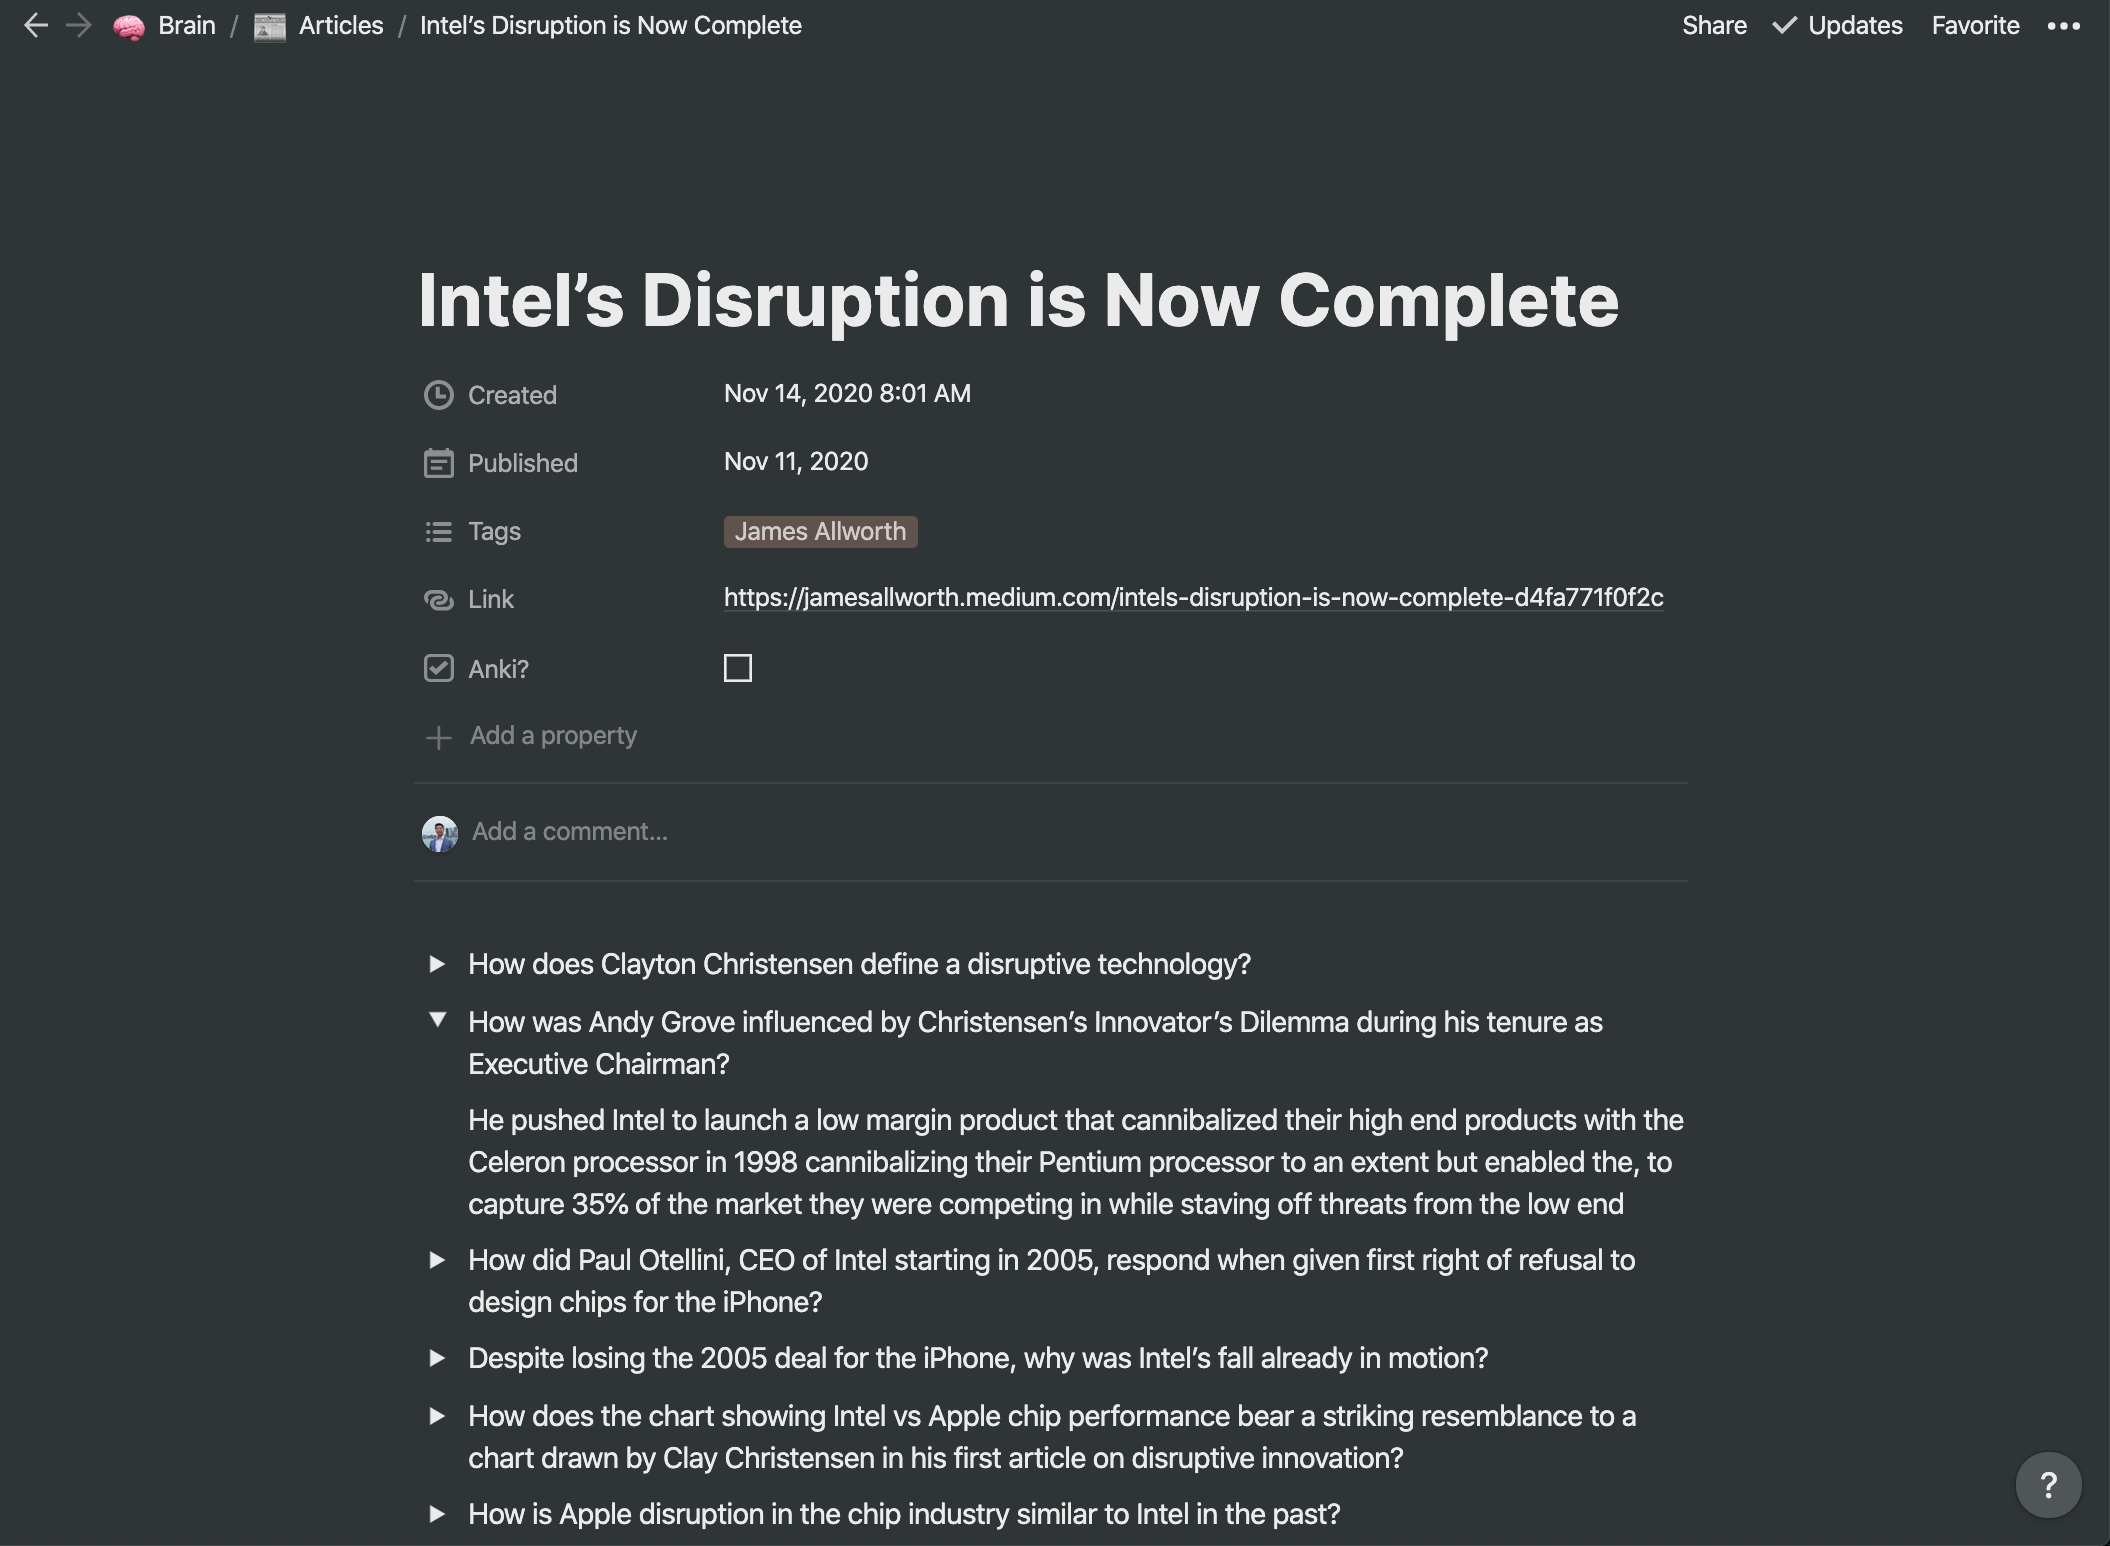 Brain / Articles / Intel’s Disruption is Now Complete
Share Updates Favorite
Intel’s Disruption is Now Complete
Created Nov 14, 2020 8:01 AM
Published Nov 11, 2020
Tags James Allworth
Link https://jamesallworth.medium.com/intels-disruption-is-now-complete-d4fa771f0f2c
Anki?
Add a property
Add a comment...
How does Clayton Christensen define a disruptive technology?
How was Andy Grove influenced by Christensen’s Innovator’s Dilemma during his tenure as
Executive Chairman?
He pushed Intel to launch a low margin product that cannibalized their high end products with the
Celeron processor in 1998 cannibalizing their Pentium processor to an extent but enabled the, to
capture 35% of the market they were competing in while staving off threats from the low end
How did Paul Otellini, CEO of Intel starting in 2005, respond when given first right of refusal to
design chips for the iPhone?
Despite losing the 2005 deal for the iPhone, why was Intel’s fall already in motion?
How does the chart showing Intel vs Apple chip performance bear a striking resemblance to a
chart drawn by Clay Christensen in his first article on disruptive innovation?
How is Apple disruption in the chip industry similar to Intel in the past?
?